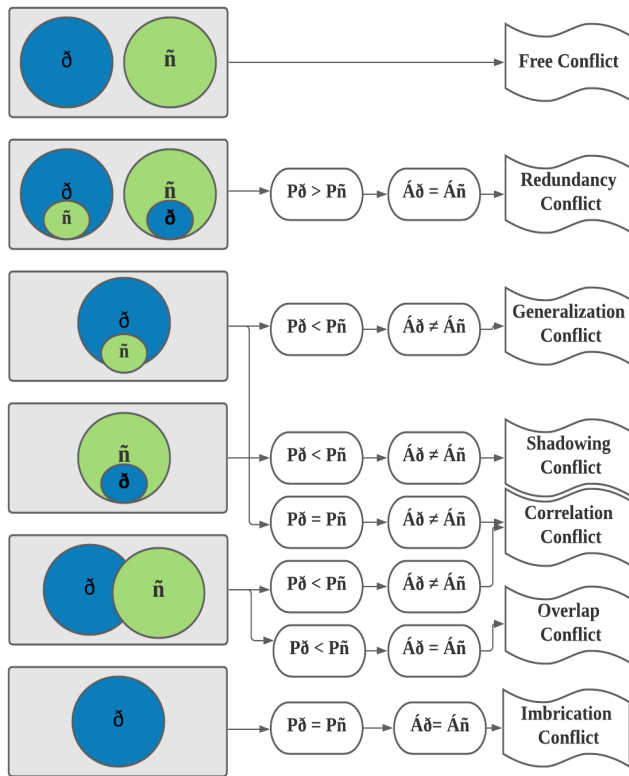 ð ñ
Free Conflict
ð ñ
ñ ð
Pð > Pñ Áð = Áñ
Redundancy
Conflict
ð
ñ
Pð < Pñ Áð ≠ Áñ
Generalization
Conflict
ñ
ð
Pð < Pñ Áð ≠ Áñ
Shadowing
Conflict
Pð = Pñ Áð ≠ Áñ
Correlation
Conflict
ð ñ
Pð < Pñ Áð ≠ Áñ
Pð < Pñ Áð = Áñ
Overlap
Conflict
ð
Pð = Pñ Áð= Áñ
Imbrication
Conflict